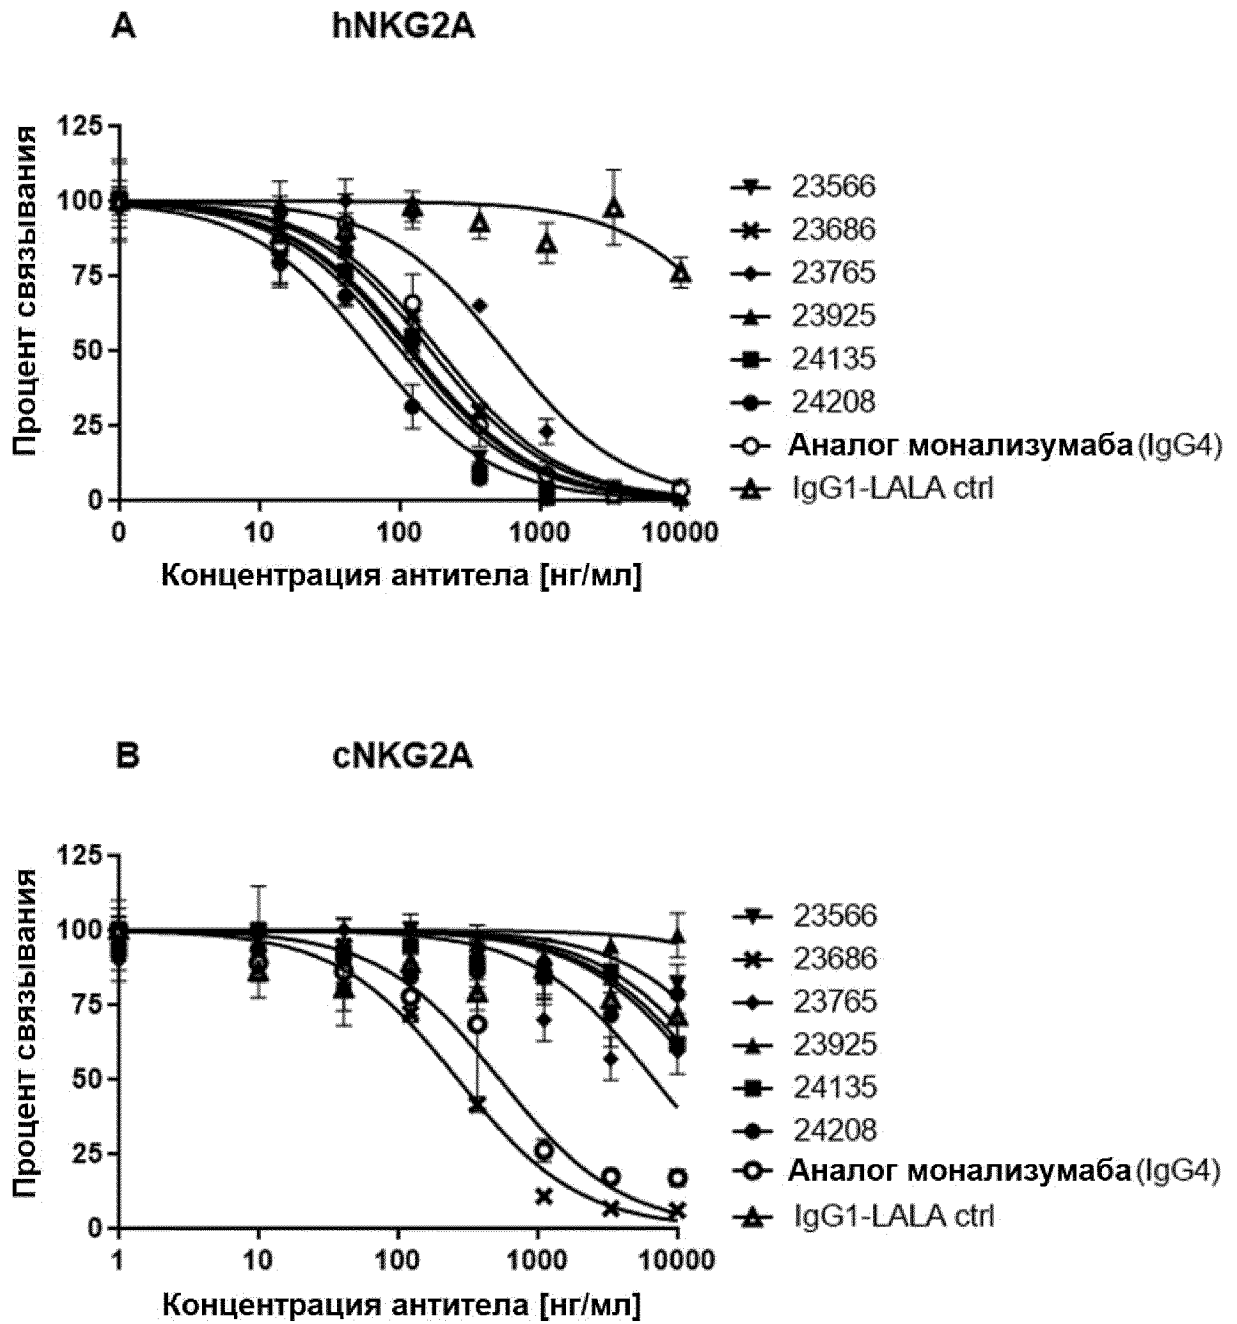 A hNKG2A
Процент связывания
125
100
75
50
25
0
0 10 100 1000 10000
Концентрация антитела [нг/мл]
23566
23686
23765
23925
24135
24208
Аналог монализумаба (IgG4)
IgG1-LALA ctrl
B cNKG2A
Процент связывания
125
100
75
50
25
0
1 10 100 1000 10000
Концентрация антитела [нг/мл]
23566
23686
23765
23925
24135
24208
Аналог монализумаба (IgG4)
IgG1-LALA ctrl